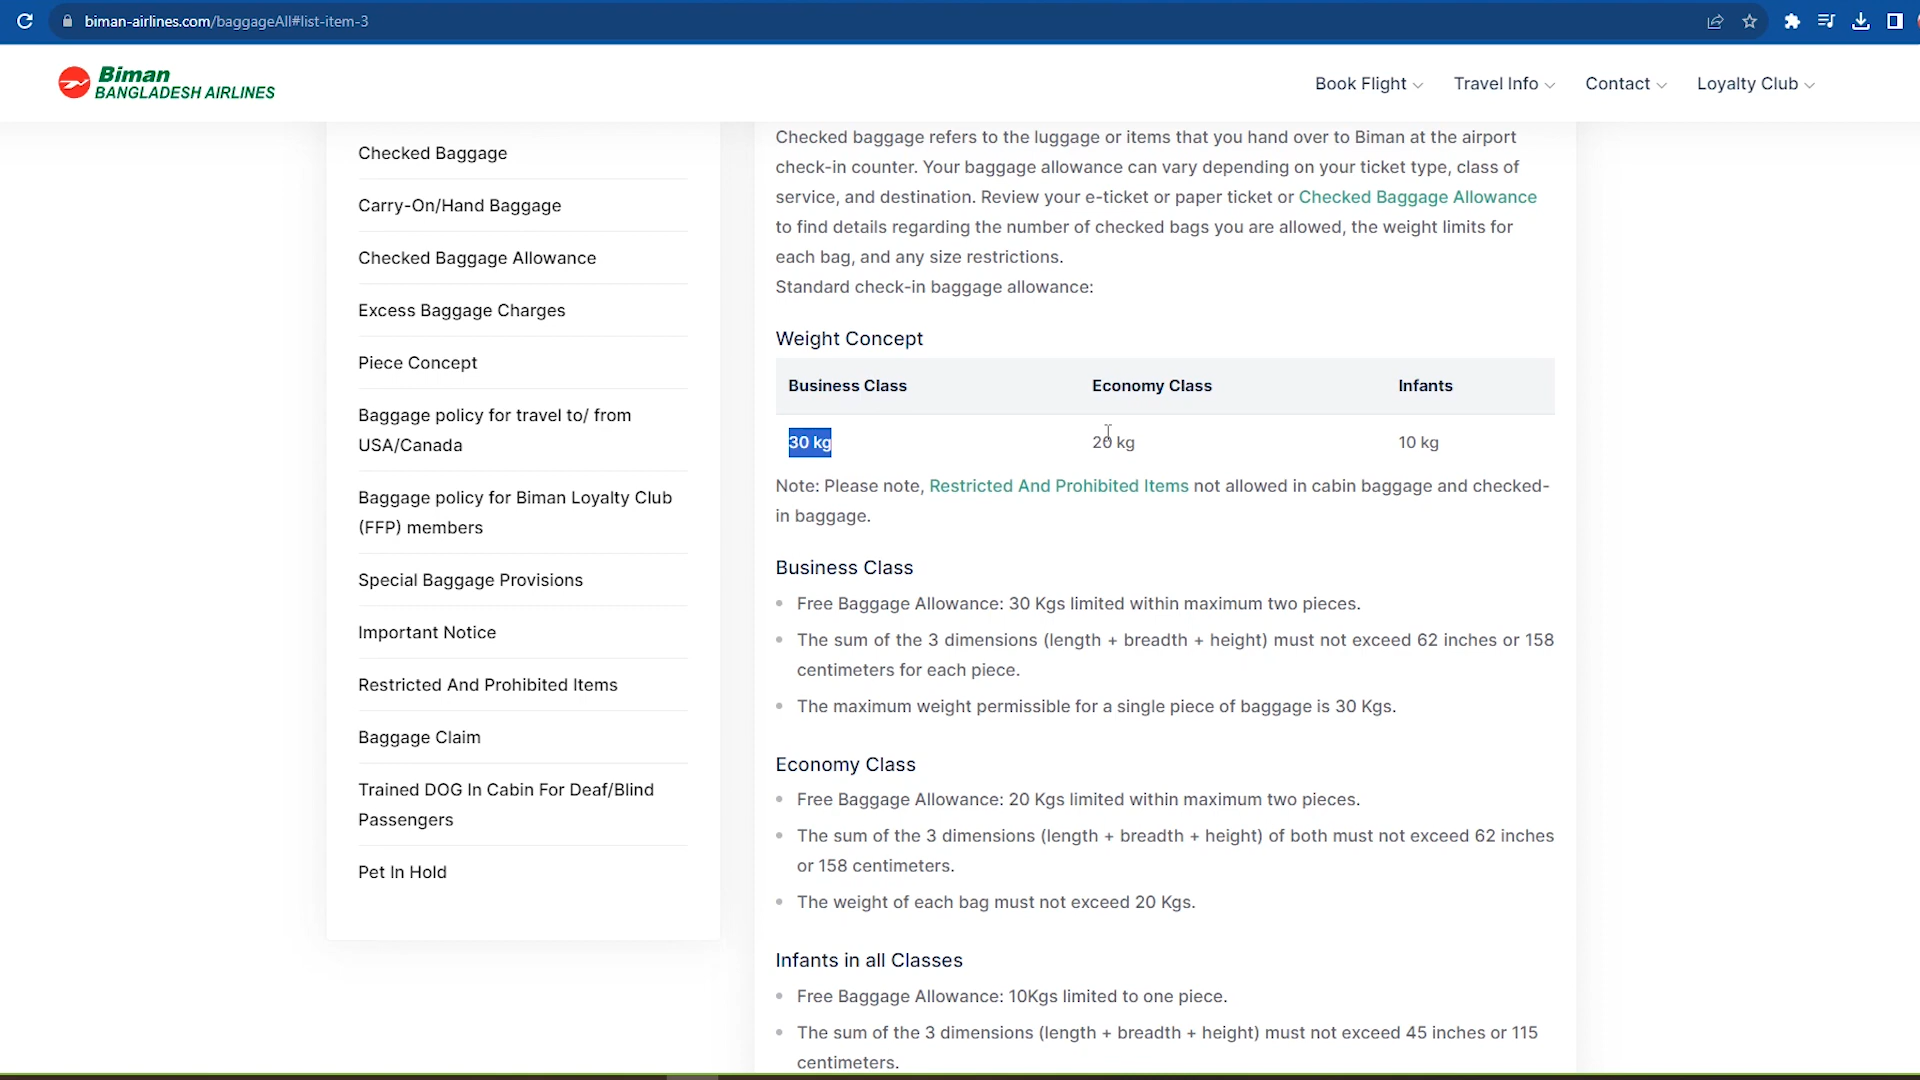 biman-airlines.com/baggageAll#list-item-3
Biman
BANGLADESH AIRLINES
Book Flight
Travel Info
Contact
Loyalty Club
Checked Baggage
Carry-On/Hand Baggage
Checked Baggage Allowance
Excess Baggage Charges
Piece Concept
Baggage policy for travel to/ from
USA/Canada
Baggage policy for Biman Loyalty Club
(FFP) members
Special Baggage Provisions
Important Notice
Restricted And Prohibited Items
Baggage Claim
Trained DOG In Cabin For Deaf/Blind
Passengers
Pet In Hold
Checked baggage refers to the luggage or items that you hand over to Biman at the airport
check-in counter. Your baggage allowance can vary depending on your ticket type, class of
service, and destination. Review your e-ticket or paper ticket or Checked Baggage Allowance
to find details regarding the number of checked bags you are allowed, the weight limits for
each bag, and any size restrictions.
Standard check-in baggage allowance:
Weight Concept
Business Class Economy Class Infants
30 kg 20 kg 10 kg
Note: Please note, Restricted And Prohibited Items not allowed in cabin baggage and checked-
in baggage.
Business Class
Free Baggage Allowance: 30 Kgs limited within maximum two pieces.
The sum of the 3 dimensions (length + breadth + height) must not exceed 62 inches or 158
centimeters for each piece.
The maximum weight permissible for a single piece of baggage is 30 Kgs.
Economy Class
Free Baggage Allowance: 20 Kgs limited within maximum two pieces.
The sum of the 3 dimensions (length + breadth + height) of both must not exceed 62 inches
or 158 centimeters.
The weight of each bag must not exceed 20 Kgs.
Infants in all Classes
Free Baggage Allowance: 10Kgs limited to one piece.
The sum of the 3 dimensions (length + breadth + height) must not exceed 45 inches or 115
centimeters.